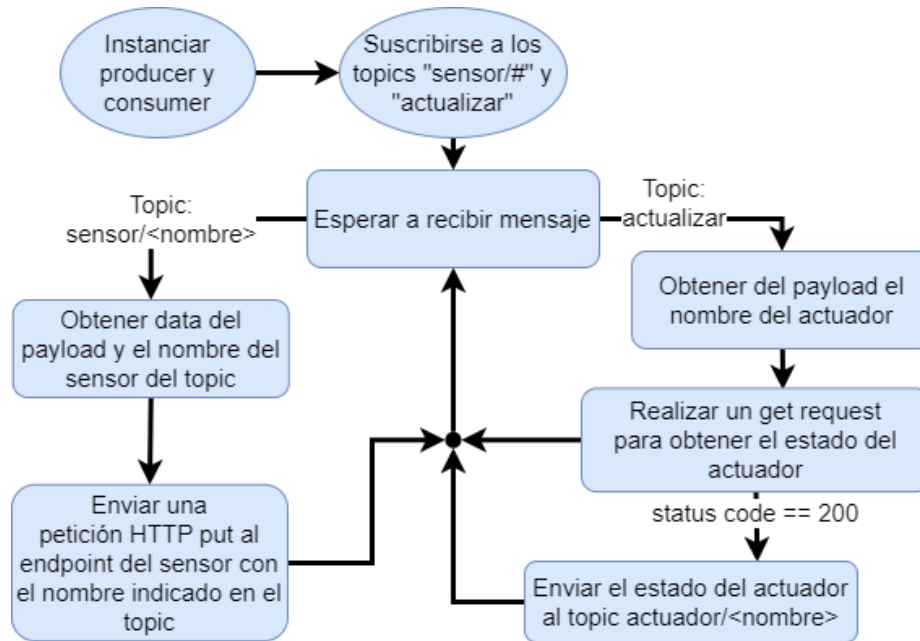 Instanciar
producer y
consumer
Suscribirse a los
topics "sensor/#" y
"actualizar"
Esperar a recibir mensaje
Topic:
sensor/<nombre>
Topic:
actualizar
Obtener data del
payload y el nombre del
sensor del topic
Obtener del payload el
nombre del actuador
Realizar un get request
para obtener el estado del
actuador
status code == 200
Enviar una
petición HTTP put al
endpoint del sensor con
el nombre indicado en el
topic
Enviar el estado del actuador
al topic actuador/<nombre>